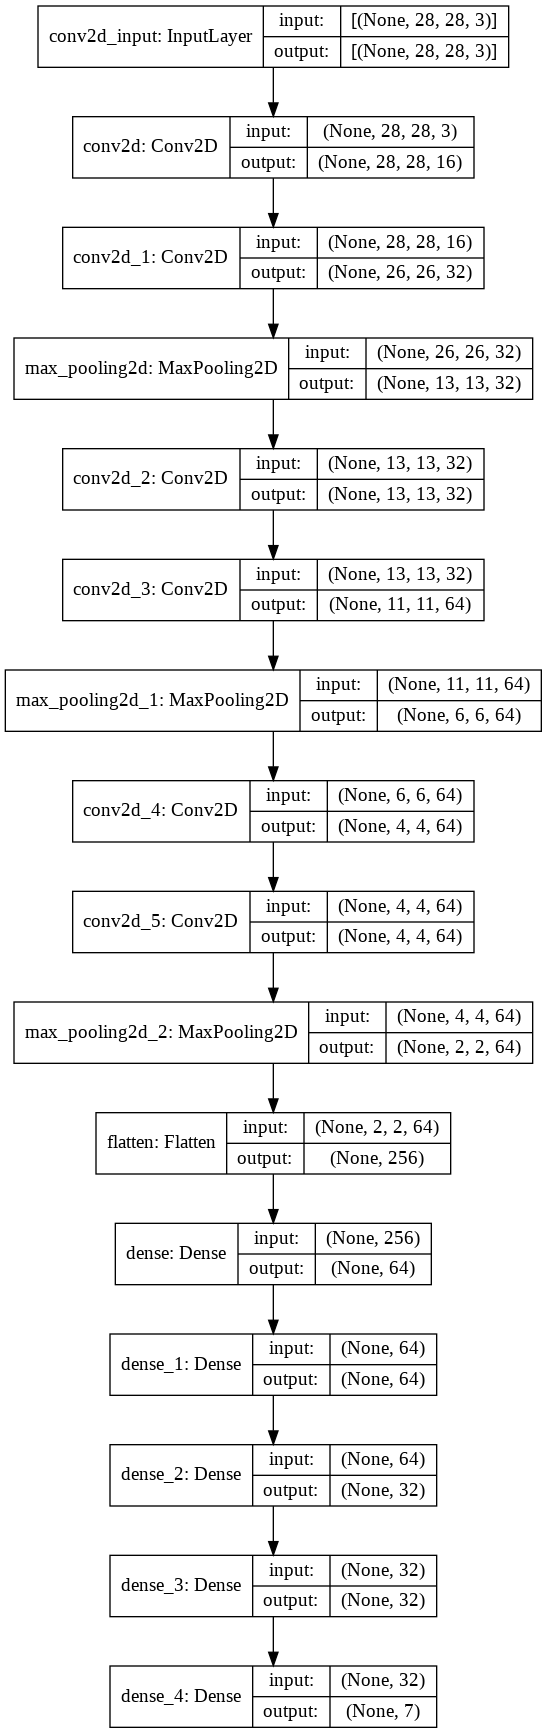 conv2d_input: InputLayer
input: [(None, 28, 28, 3)]
output: [(None, 28, 28, 3)]
conv2d: Conv2D
input: (None, 28, 28, 3)
output: (None, 28, 28, 16)
conv2d_1: Conv2D
input: (None, 28, 28, 16)
output: (None, 26, 26, 32)
max_pooling2d: MaxPooling2D
input: (None, 26, 26, 32)
output: (None, 13, 13, 32)
conv2d_2: Conv2D
input: (None, 13, 13, 32)
output: (None, 13, 13, 32)
conv2d_3: Conv2D
input: (None, 13, 13, 32)
output: (None, 11, 11, 64)
max_pooling2d_1: MaxPooling2D
input: (None, 11, 11, 64)
output: (None, 6, 6, 64)
conv2d_4: Conv2D
input: (None, 6, 6, 64)
output: (None, 4, 4, 64)
conv2d_5: Conv2D
input: (None, 4, 4, 64)
output: (None, 4, 4, 64)
max_pooling2d_2: MaxPooling2D
input: (None, 4, 4, 64)
output: (None, 2, 2, 64)
flatten: Flatten
input: (None, 2, 2, 64)
output: (None, 256)
dense: Dense
input: (None, 256)
output: (None, 64)
dense_1: Dense
input: (None, 64)
output: (None, 64)
dense_2: Dense
input: (None, 64)
output: (None, 32)
dense_3: Dense
input: (None, 32)
output: (None, 32)
dense_4: Dense
input: (None, 32)
output: (None, 7)